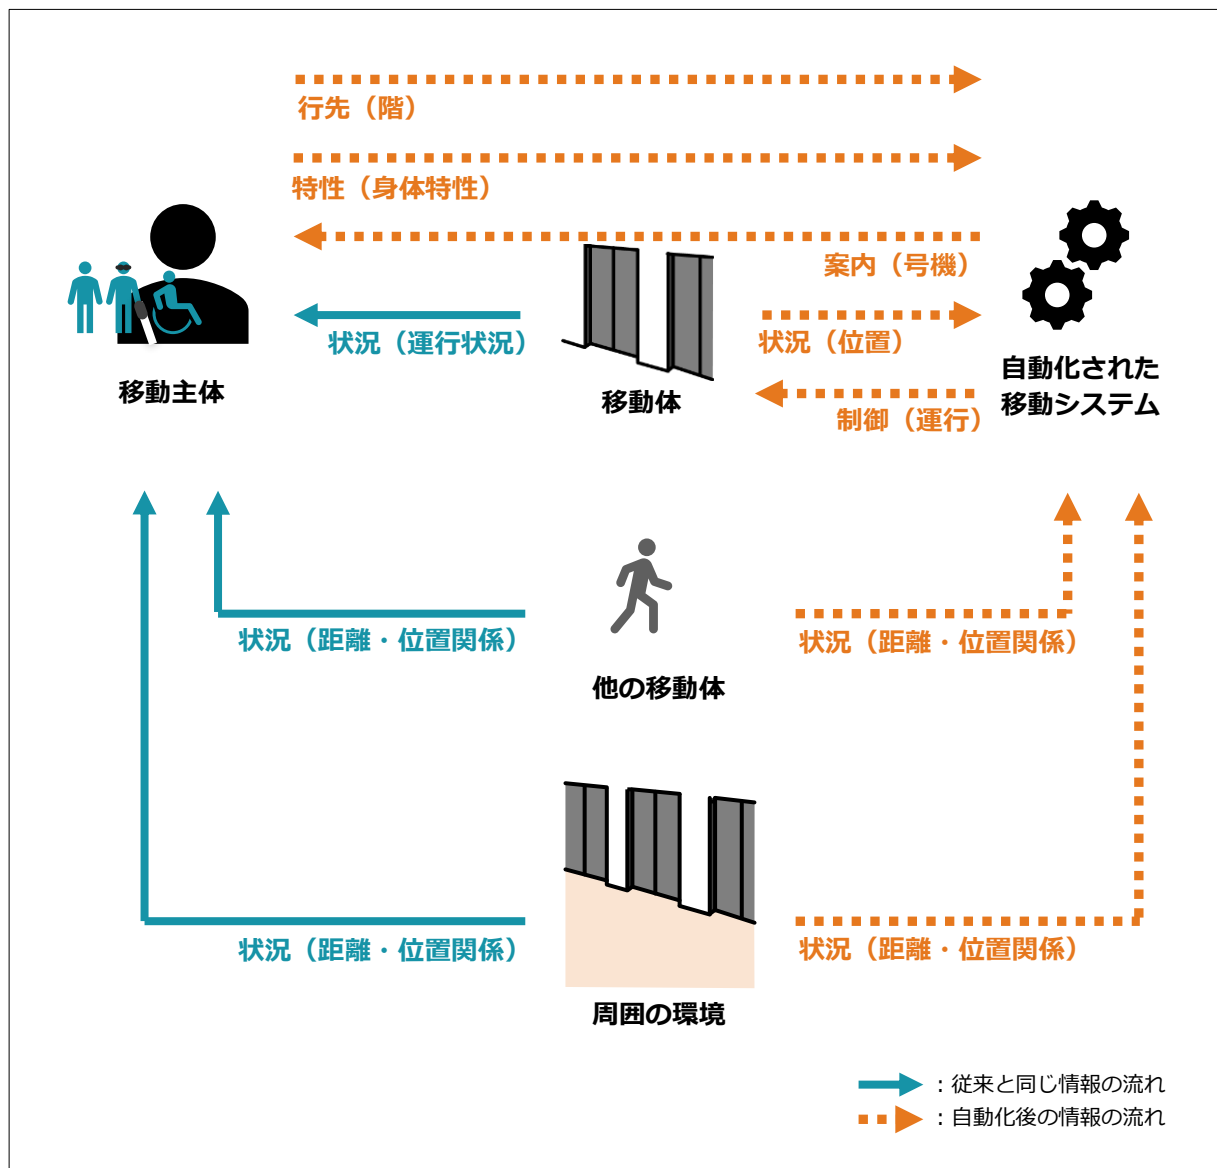 行先（階）
特性（身体特性）
案内（号機）
状況（運行状況）
状況（位置）
移動主体
移動体
自動化された
移動システム
制御（運行）
状況（距離・位置関係）
状況（距離・位置関係）
他の移動体
状況（距離・位置関係）
状況（距離・位置関係）
周囲の環境
：従来と同じ情報の流れ
：自動化後の情報の流れ